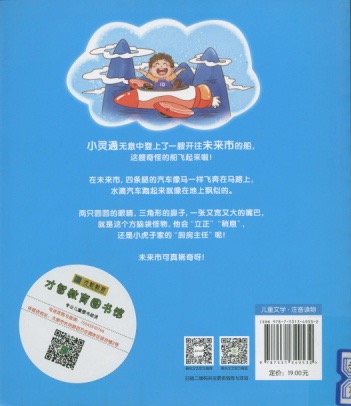 小灵通无意中登上了一艘开往未来市的船，
这艘奇怪的船飞起来啦！
在未来市，四条腿的汽车像马一样飞奔在马路上，
水滴汽车跑起来就像在地上飘似的。
两只圆圆的眼睛，三角形的鼻子，一张又宽又大的嘴巴，
就是这个方脑袋怪物，他会“立正”“稍息”，
还是小虎子家的“厨房主任”呢！
未来市可真稀奇呀！
才智教育图书馆
儿童文学·注音读物
定价：19.00元